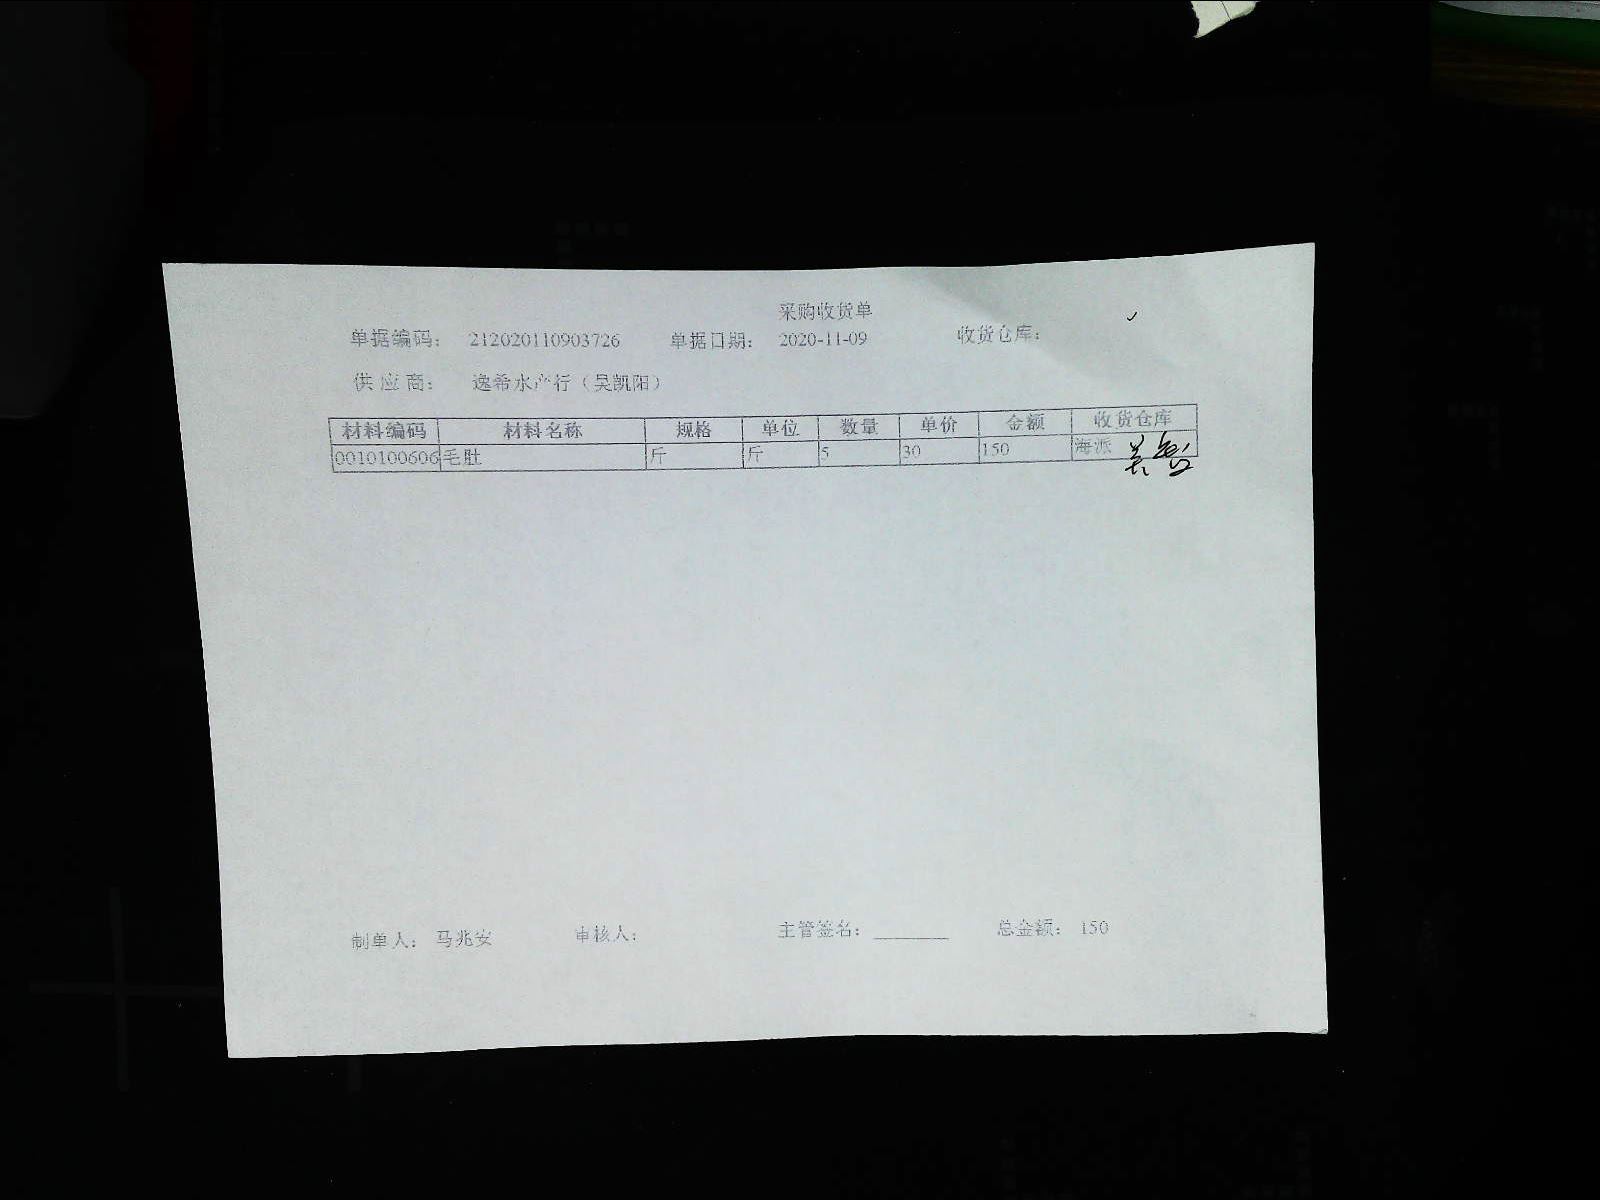 采购收货单
单据编码： 212020110903726 单据日期： 2020-11-09 收货仓库：
供应商： 逸希水产行（吴凯阳）
材料编码 材料名称 规格 单位 数量 单价 金额 收货仓库
0010100606 毛肚 斤 斤 5 30 150 海派
制单人： 马兆安 审核人： 主管签名： 总金额： 150